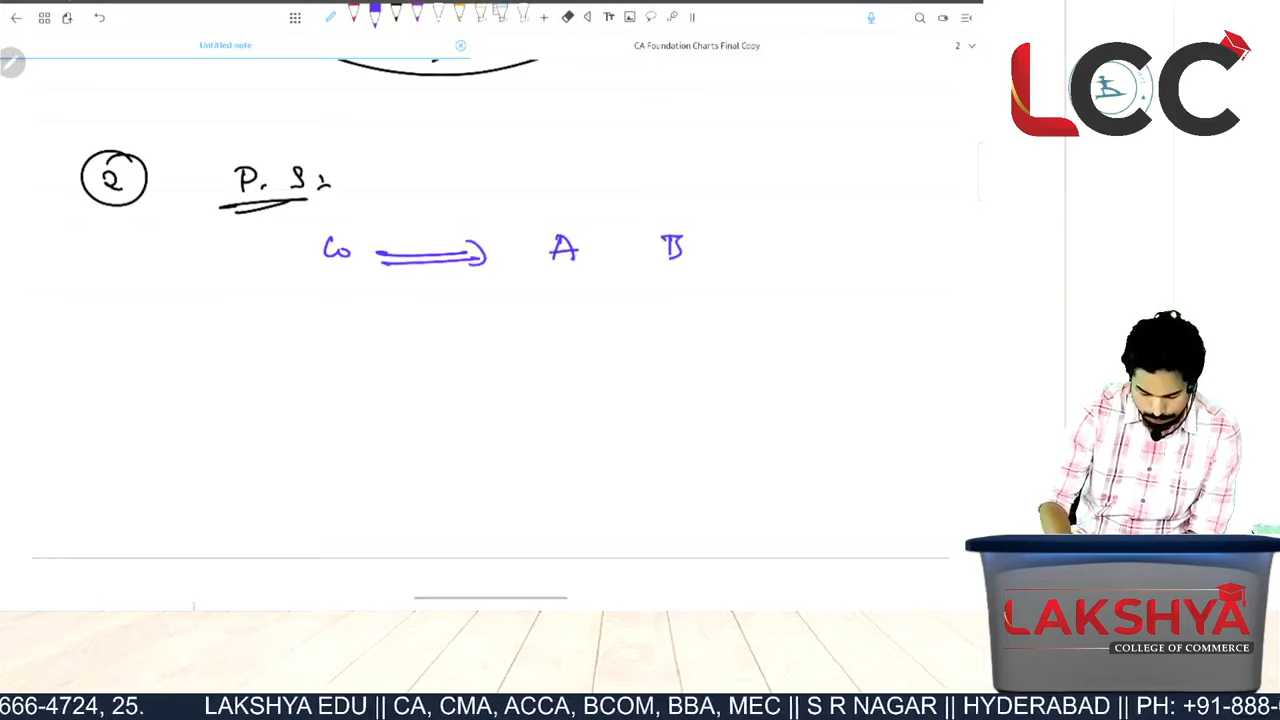 Untitled note
CA Foundation Charts Final Copy
2
LCC
2 P. S:
Co A B
LAKSHYA
COLLEGE OF COMMERCE
666-4724, 25. LAKSHYA EDU || CA, CMA, ACCA, BCOM, BBA, MEC || S R NAGAR || HYDERABAD || PH: +91-888-